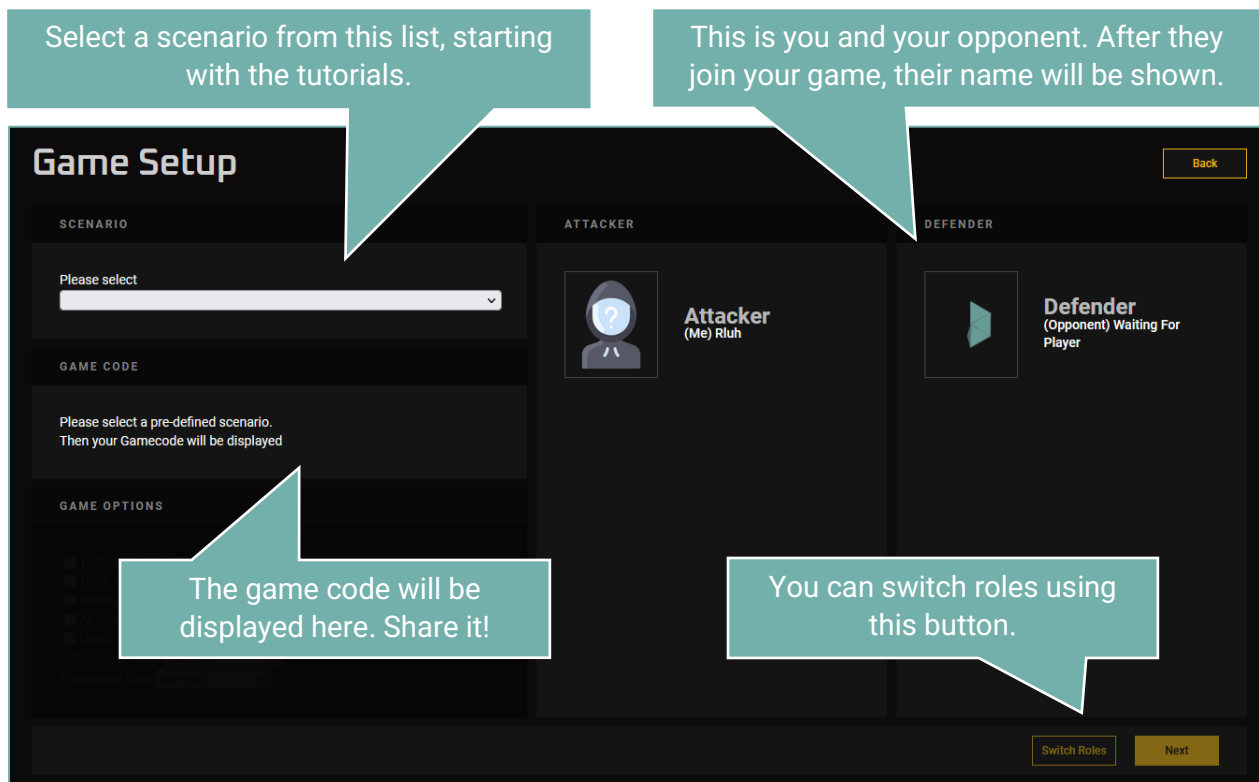 Select a scenario from this list, starting
with the tutorials.
This is you and your opponent. After they
join your game, their name will be shown.
Game Setup
Back
SCENARIO
ATTACKER
DEFENDER
Please select
?
Attacker
(Me) Rluh
Defender
(Opponent) Waiting For
Player
GAME CODE
Please select a pre-defined scenario.
Then your Gamecode will be displayed
GAME OPTIONS
100%
100%
The game code will be
displayed here. Share it!
You can switch roles using
this button.
Switch Roles
Next